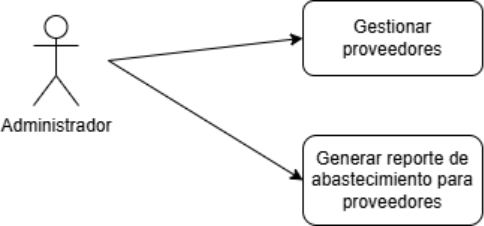 Gestionar
proveedores
Administrador
Generar reporte de
abastecimiento para
proveedores